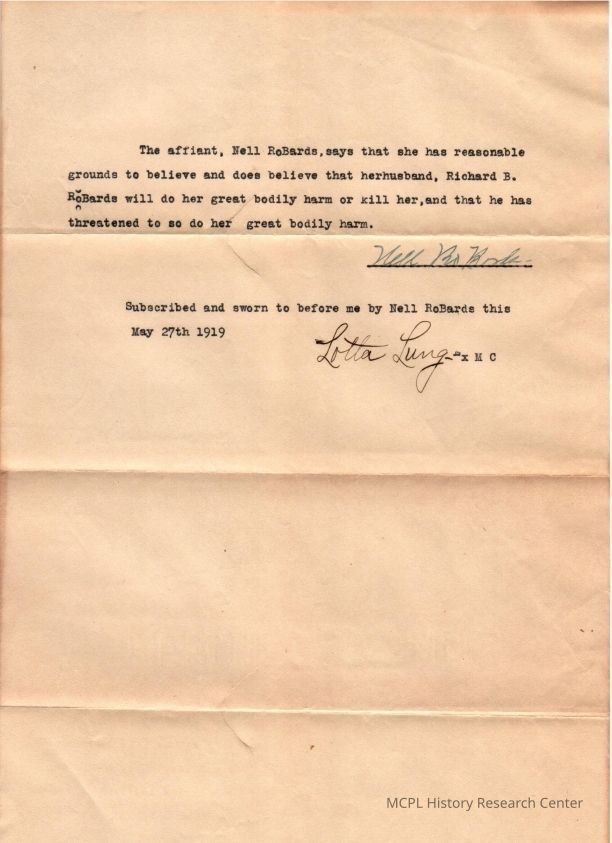 The affiant, Nell RoBards,says that she has reasonable
grounds to believe and does believe that herhusband, Richard B.
RoBards will do her great bodily harm or kill her,and that he has
threatened to so do her great bodily harm.
Nell RoBards.
Subscribed and sworn to before me by Nell RoBards this
May 27th 1919
Lotta Lung x M C
MCPL History Research Center